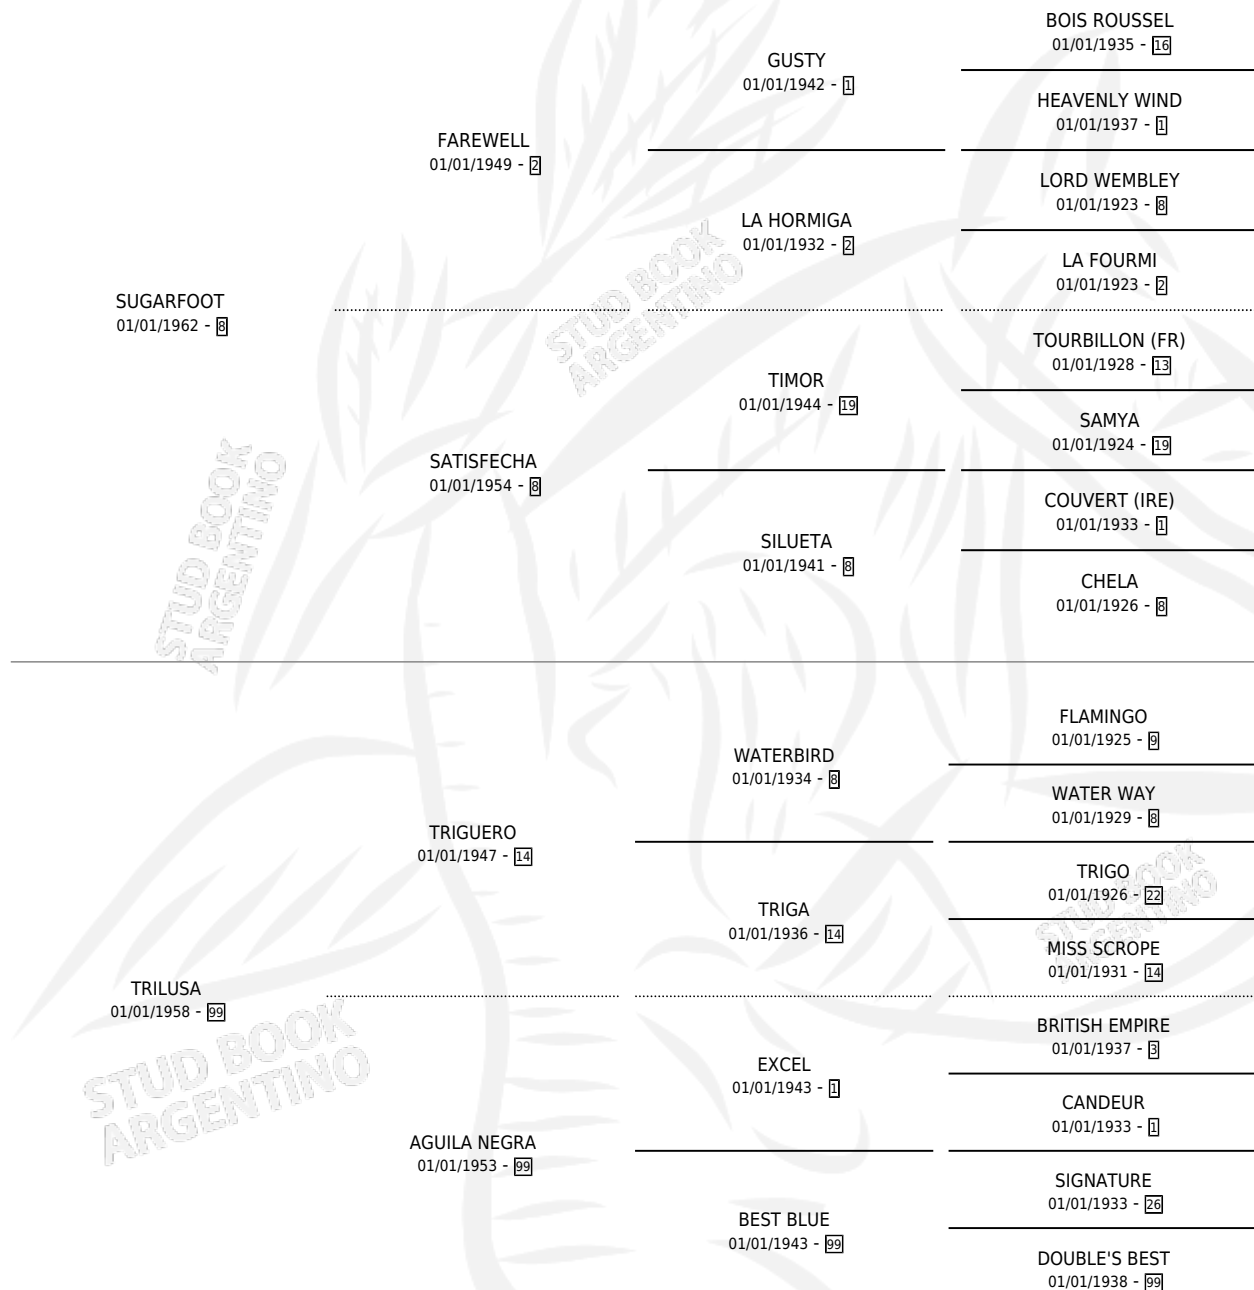 BOIS ROUSSEL
01/01/1935 - 16
GUSTY
01/01/1942 - 1
HEAVENLY WIND
01/01/1937 - 1
FAREWELL
01/01/1949 - 2
LORD WEMBLEY
01/01/1923 - 8
LA HORMIGA
01/01/1932 - 2
LA FOURMI
01/01/1923 - 2
STUD BOOK
ARGENTINO
SUGARFOOT
01/01/1962 - 8
TOURBILLON (FR)
01/01/1928 - 13
TIMOR
01/01/1944 - 19
SAMYA
01/01/1924 - 19
SATISFECHA
01/01/1954 - 8
COUVERT (IRE)
01/01/1933 - 1
SILUETA
01/01/1941 - 8
CHELA
01/01/1926 - 8
STUD BOOK
ARGENTINO
FLAMINGO
01/01/1925 - 9
WATERBIRD
01/01/1934 - 8
WATER WAY
01/01/1929 - 8
TRIGUERO
01/01/1947 - 14
TRIGO
01/01/1926 - 22
STUD BOOK
ARGENTINO
TRIGA
01/01/1936 - 14
MISS SCROPE
01/01/1931 - 14
TRILUSA
01/01/1958 - 99
STUD BOOK
ARGENTINO
BRITISH EMPIRE
01/01/1937 - 3
EXCEL
01/01/1943 - 1
CANDEUR
01/01/1933 - 1
AGUILA NEGRA
01/01/1953 - 99
SIGNATURE
01/01/1933 - 26
BEST BLUE
01/01/1943 - 99
DOUBLE'S BEST
01/01/1938 - 99